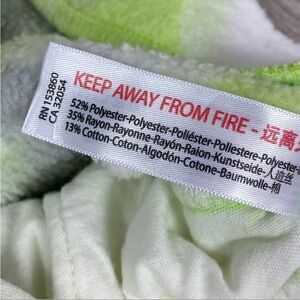 RN 153860
CA 32054
KEEP AWAY FROM FIRE - 远离
52% Polyester-Polyester-Poliéster-Poliestere-Polyester-
35% Rayon-Rayonne-Rayón-Raion-Kunstseide-人造丝
13% Cotton-Coton-Algodón-Cotone-Baumwolle-棉